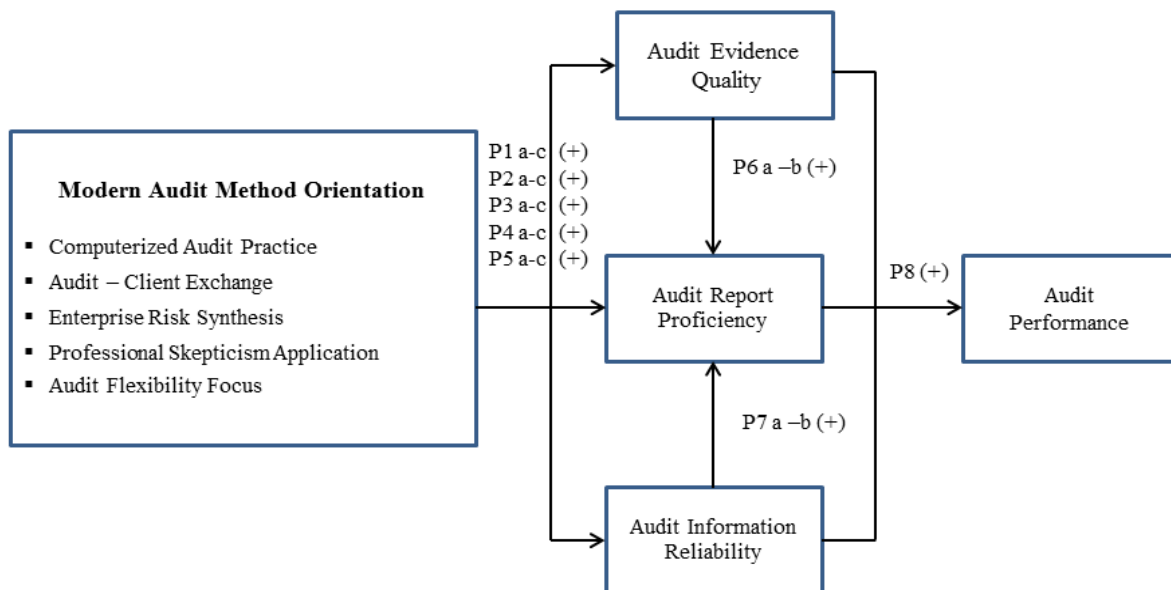 Audit Evidence
Quality
Modern Audit Method Orientation
▪ Computerized Audit Practice
▪ Audit – Client Exchange
▪ Enterprise Risk Synthesis
▪ Professional Skepticism Application
▪ Audit Flexibility Focus
P1 a-c (+)
P2 a-c (+)
P3 a-c (+)
P4 a-c (+)
P5 a-c (+)
P6 a –b (+)
Audit Report
Proficiency
P8 (+)
Audit
Performance
P7 a –b (+)
Audit Information
Reliability